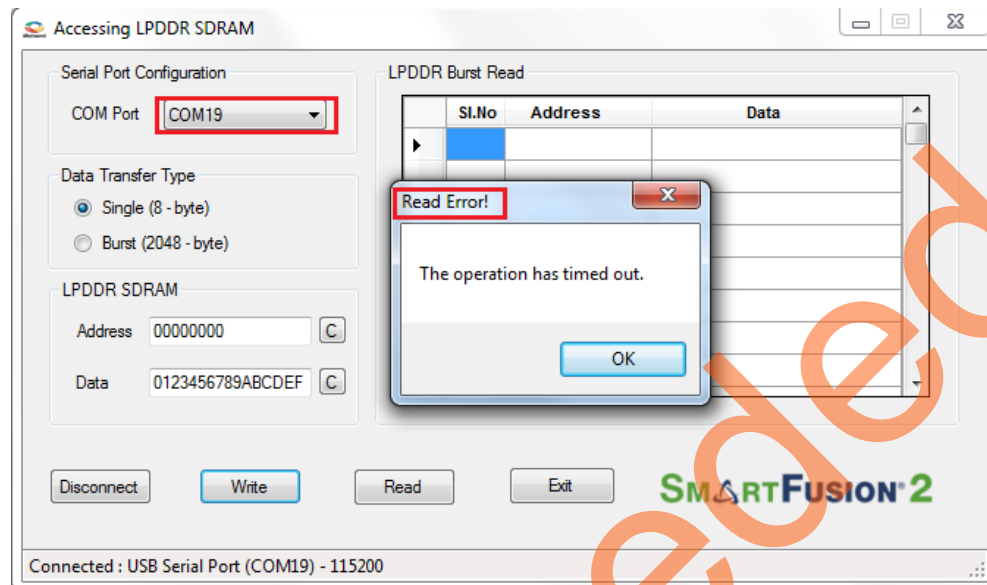 Accessing LPDDR SDRAM
Serial Port Configuration
COM Port COM19
Data Transfer Type
Single (8 - byte)
Burst (2048 - byte)
LPDDR SDRAM
Address 00000000 C
Data 0123456789ABCDEF C
LPDDR Burst Read
Sl.No Address Data
Read Error!
The operation has timed out.
OK
Disconnect Write Read Exit
SMARTFUSION® 2
Connected : USB Serial Port (COM19) - 115200
ded